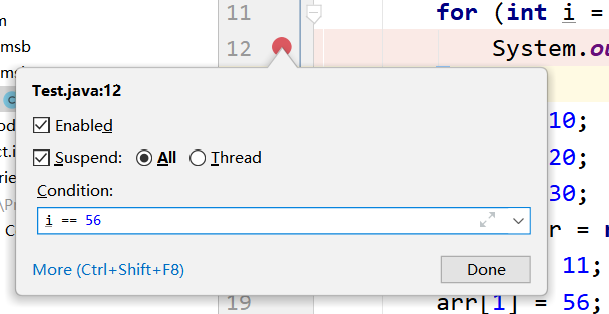 11 for (int i =
12 System.ou
msb
Test.java:12
Enabled
10;
Suspend: All Thread
20;
Condition:
30;
i == 56
r =
More (Ctrl+Shift+F8) Done
11;
19 arr[1] = 56;